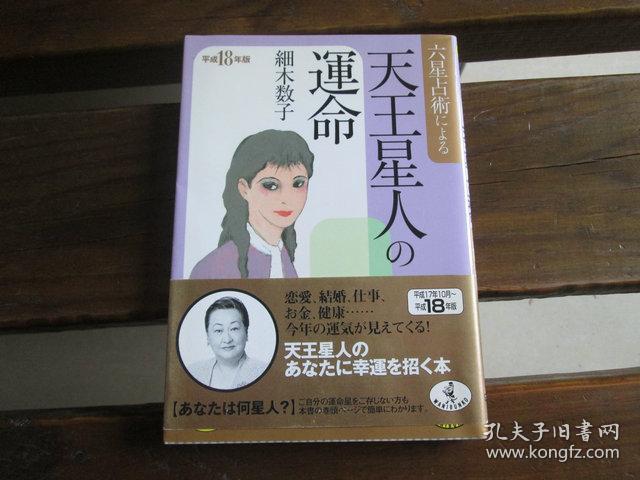 六星占術による
天王星人の
運命
細木数子
平成18年版
恋愛、結婚、仕事、
お金、健康……
今年の運気が見えてくる!
平成17年10月〜
平成18年版
天王星人の
あなたに幸運を招く本
【あなたは何星人?】
ご自分の運命星をご存じない方も
本書の巻頭ページで簡単にわかります。
WANIBUNKO
孔夫子旧书网
www.kongfz.com